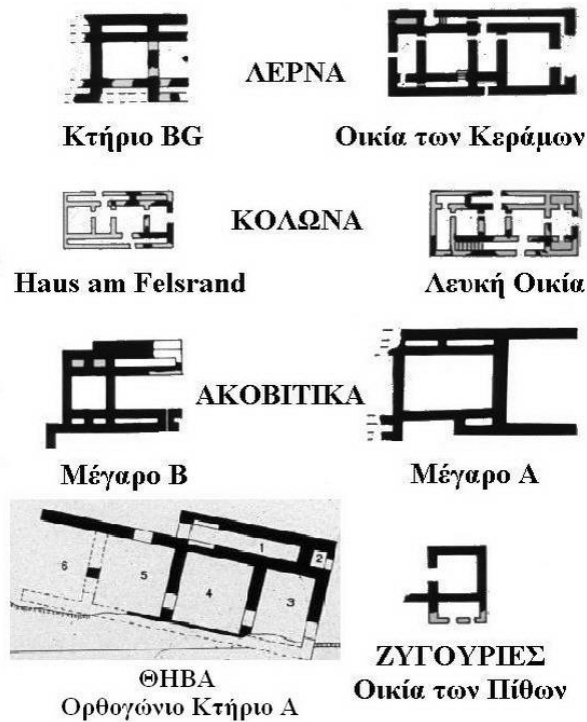 ΛΕΡΝΑ
Κτήριο BG
Οικία των Κεράμων
ΚΟΛΩΝΑ
Haus am Felsrand
Λευκή Οικία
ΑΚΟΒΙΤΙΚΑ
Μέγαρο Β
Μέγαρο Α
1
2
3
4
5
6
ΘΗΒΑ
Ορθογώνιο Κτήριο Α
ΖΥΓΟΥΡΙΕΣ
Οικία των Πίθων